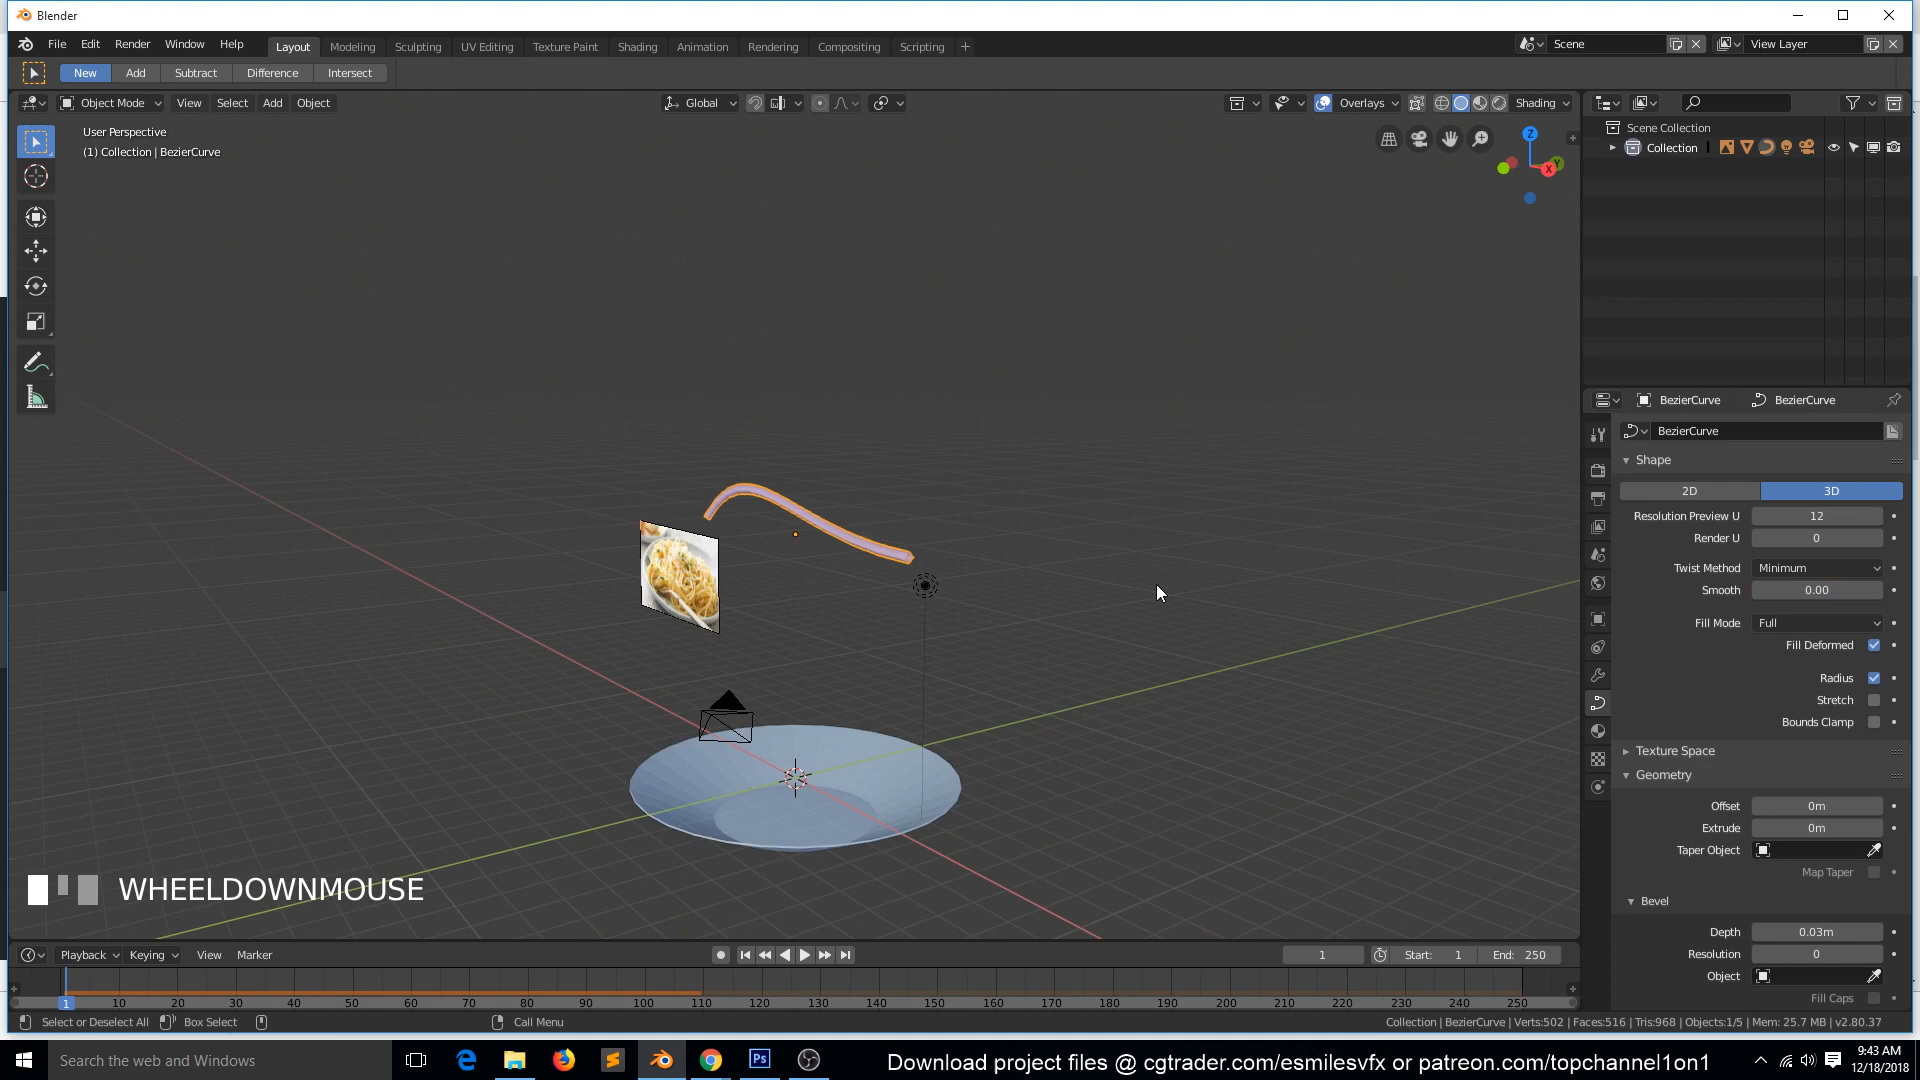 Blender
File Edit Render Window Help Layout Modeling Sculpting UV Editing Texture Paint Shading Animation Rendering Compositing Scripting Scene View Layer
New Add Subtract Difference Intersect
Object Mode View Select Add Object Global Overlays Shading
User Perspective
(1) Collection | BezierCurve
Z
Y
X
Scene Collection
Collection
BezierCurve BezierCurve
BezierCurve
Shape
2D 3D
Resolution Preview U 12
Render U 0
Twist Method Minimum
Smooth 0.00
Fill Mode Full
Fill Deformed
Radius
Stretch
Bounds Clamp
Texture Space
Geometry
Offset 0m
Extrude 0m
Taper Object
Map Taper
Bevel
Depth 0.03m
Resolution 0
Object
Fill Caps
WHEELDOWNMOUSE
Playback Keying View Marker 1 Start: 1 End: 250
1 10 20 30 40 50 60 70 80 90 100 110 120 130 140 150 160 170 180 190 200 210 220 230 240 250
Select or Deselect All Box Select Call Menu Collection | BezierCurve | Verts:502 | Faces:516 | Tris:968 | Objects:1/5 | Mem: 25.7 MB | v2.80.37
Search the web and Windows
Ps
Download project files @ cgtrader.com/esmilesvfx or patreon.com/topchannel1on1
9:43 AM
12/18/2018